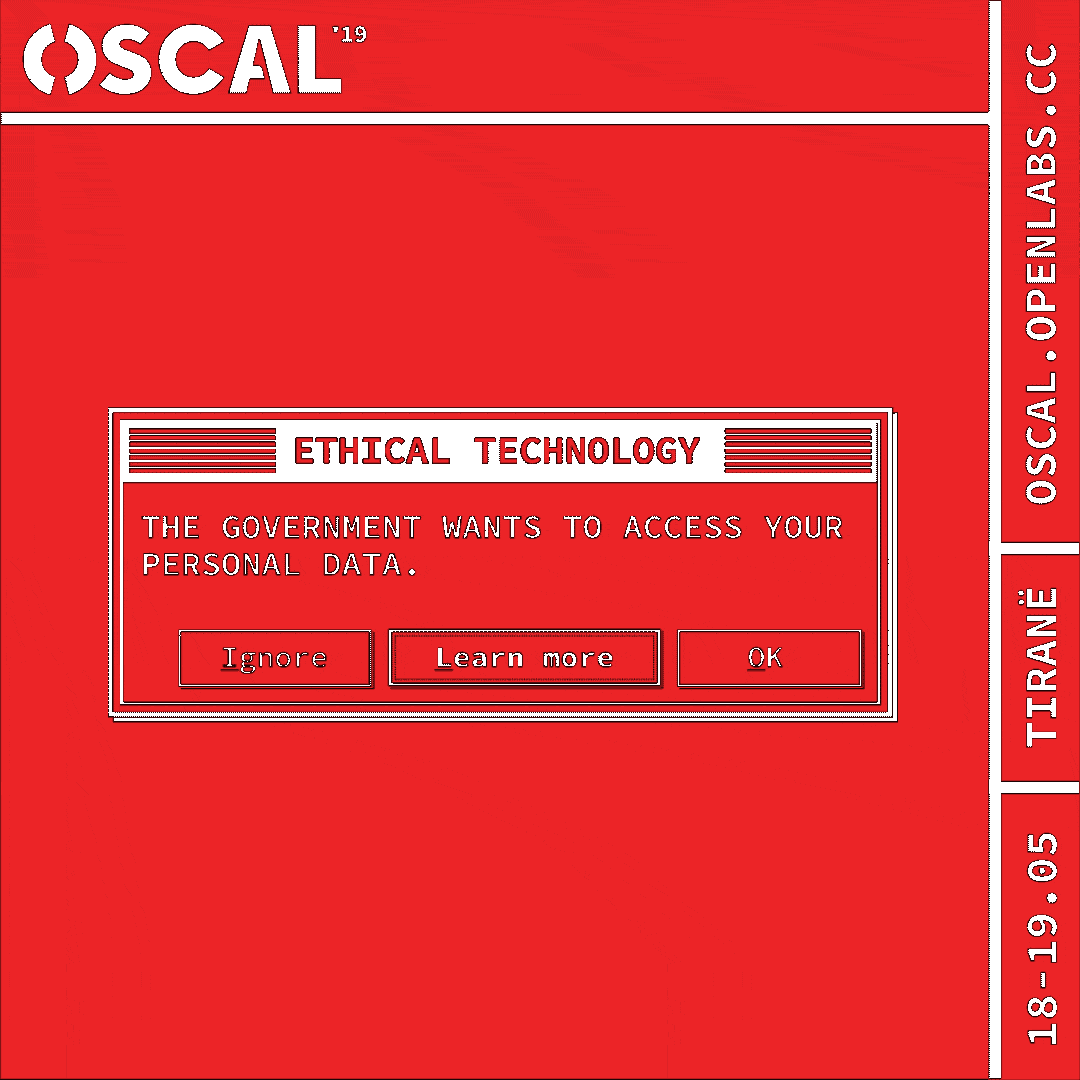 OSCAL '19
ETHICAL TECHNOLOGY
THE GOVERNMENT WANTS TO ACCESS YOUR
PERSONAL DATA.
Ignore
Learn more
OK
OSCAL.OPENLABS.CC
TIRANË
18-19.05